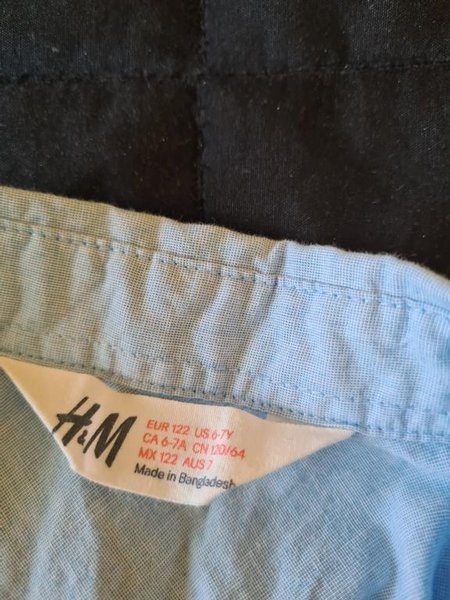 H&M
EUR 122 US 6-7Y
CA 6-7A CN 120/64
MX 122 AUS 7
Made in Bangladesh